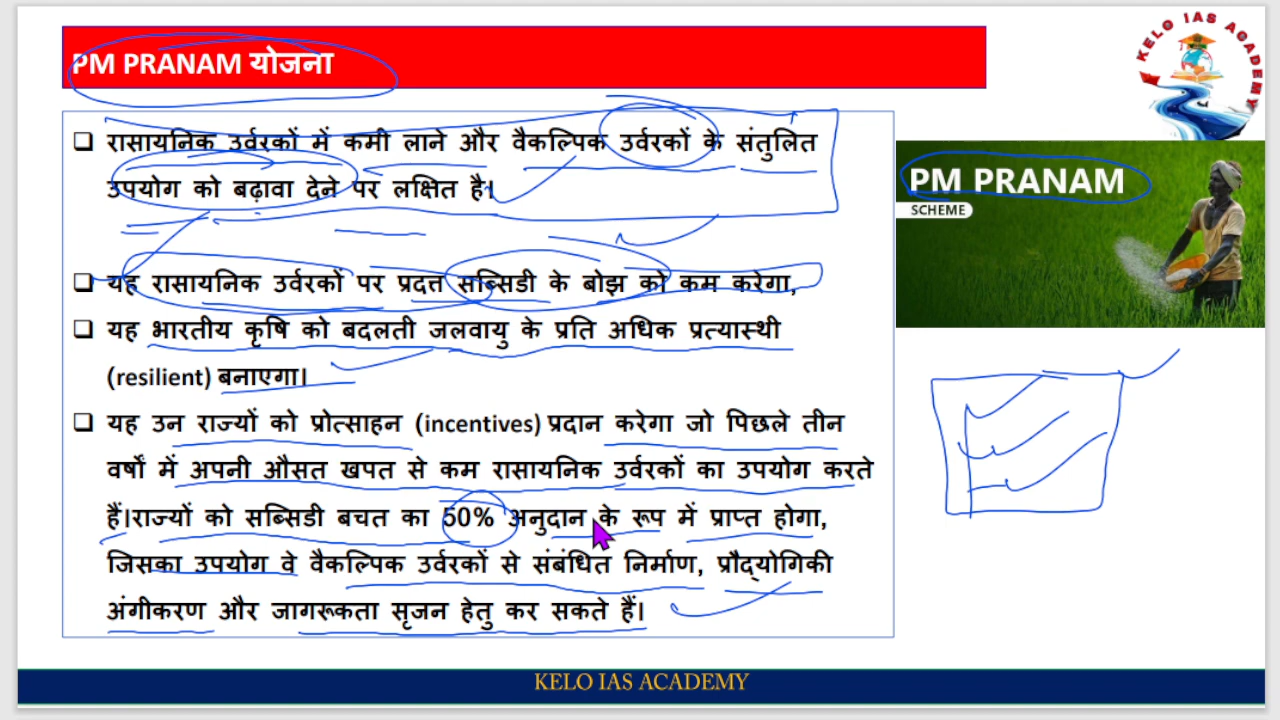 PM PRANAM योजना
KELO IAS ACADEMY
❑ रासायनिक उर्वरकों में कमी लाने और वैकल्पिक उर्वरकों के संतुलित
उपयोग को बढ़ावा देने पर लक्षित है।
PM PRANAM
SCHEME
❑ यह रासायनिक उर्वरकों पर प्रदत्त सब्सिडी के बोझ को कम करेगा,
❑ यह भारतीय कृषि को बदलती जलवायु के प्रति अधिक प्रत्यास्थी
(resilient) बनाएगा।
❑ यह उन राज्यों को प्रोत्साहन (incentives) प्रदान करेगा जो पिछले तीन
वर्षों में अपनी औसत खपत से कम रासायनिक उर्वरकों का उपयोग करते
हैं।राज्यों को सब्सिडी बचत का 50% अनुदान के रूप में प्राप्त होगा,
जिसका उपयोग वे वैकल्पिक उर्वरकों से संबंधित निर्माण, प्रौद्योगिकी
अंगीकरण और जागरूकता सृजन हेतु कर सकते हैं।
KELO IAS ACADEMY